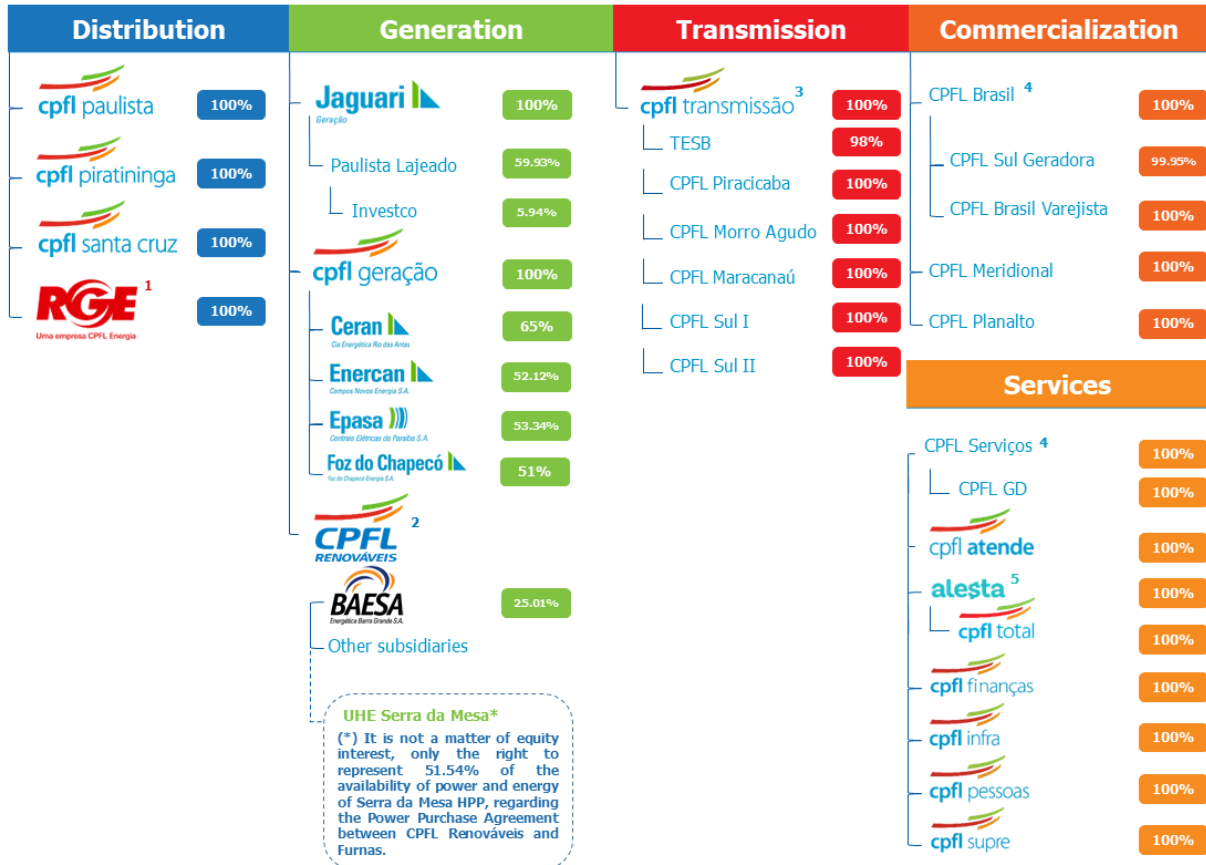 Distribution
cpfl paulista 100%
cpfl piratininga 100%
cpfl santa cruz 100%
RGE 1 100%
Uma empresa CPFL Energia
Generation
Jaguari 100%
Geração
Paulista Lajeado 59.93%
Investco 5.94%
cpfl geração 100%
Ceran 65%
Cia Energética Rio das Antas
Enercan 52.12%
Campos Novos Energia S.A.
Epasa 53.34%
Centrais Elétricas da Paraíba S.A.
Foz do Chapecó 51%
Foz do Chapecó Energia S.A.
CPFL 2
RENOVÁVEIS
BAESA 25.01%
Energética Barra Grande S.A.
Other subsidiaries
UHE Serra da Mesa*
(*) It is not a matter of equity
interest, only the right to
represent 51.54% of the
availability of power and energy
of Serra da Mesa HPP, regarding
the Power Purchase Agreement
between CPFL Renováveis and
Furnas.
Transmission
cpfl transmissão 3 100%
TESB 98%
CPFL Piracicaba 100%
CPFL Morro Agudo 100%
CPFL Maracanaú 100%
CPFL Sul I 100%
CPFL Sul II 100%
Commercialization
CPFL Brasil 4 100%
CPFL Sul Geradora 99.95%
CPFL Brasil Varejista 100%
CPFL Meridional 100%
CPFL Planalto 100%
Services
CPFL Serviços 4 100%
CPFL GD 100%
cpfl atende 100%
alesta 5 100%
cpfl total 100%
cpfl finanças 100%
cpfl infra 100%
cpfl pessoas 100%
cpfl supre 100%